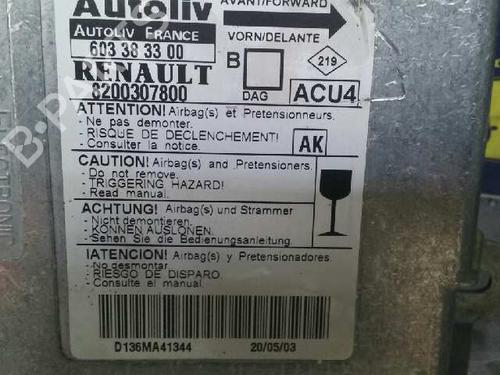 Autoliv
AVANT/FORWARD
AUTOLIV FRANCE
VORN/DELANTE
603 38 33 00
RENAULT
B
219
8200307800
DAG
ACU4
ATTENTION! Airbag(s) et Pretensionneurs.
- Ne pas demonter.
- RISQUE DE DECLENCHEMENT!
- Consulter la notice.
AK
CAUTION! Airbag(s) and Pretensioners.
- Do not remove.
- TRIGGERING HAZARD!
- Read manual.
ACHTUNG! Airbag(s) und Strammer
- Nicht demontieren.
- KONNEN AUSLONEN.
- Sehen Sie die Bedienungsanleitung.
IATENCION! Airbag(s) y Pretensionadores.
- No desmontar.
- RIESGO DE DISPARO.
- Consulte el manual.
D136MA41344
20/05/03